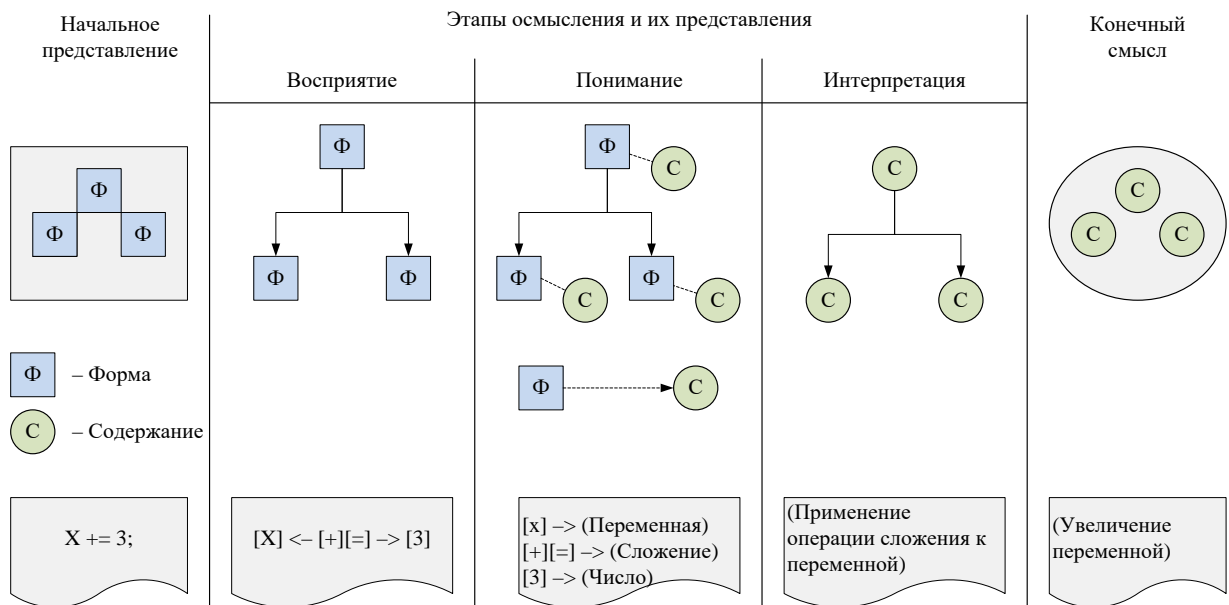 Начальное
представление
Этапы осмысления и их представления
Конечный
смысл
Восприятие
Понимание
Интерпретация
Ф
Ф
Ф
Ф
Ф
Ф
Ф
С
Ф
С
Ф
С
С
С
С
С
С
С
Ф – Форма
С – Содержание
Ф
С
X += 3;
[X] <– [+][=] –> [3]
[x] –> (Переменная)
[+][=] –> (Сложение)
[3] –> (Число)
(Применение
операции сложения к
переменной)
(Увеличение
переменной)